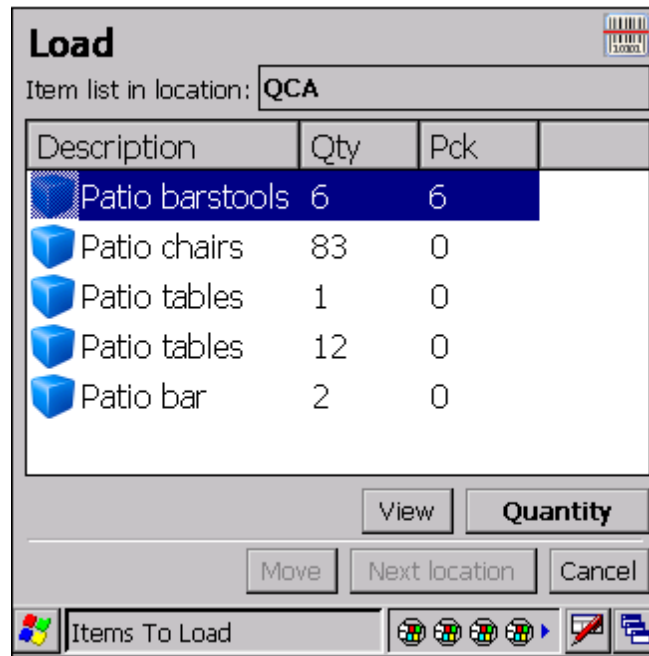 Load
Item list in location: QCA
Description Qty Pck
Patio barstools 6 6
Patio chairs 83 0
Patio tables 1 0
Patio tables 12 0
Patio bar 2 0
View Quantity
Move Next location Cancel
Items To Load